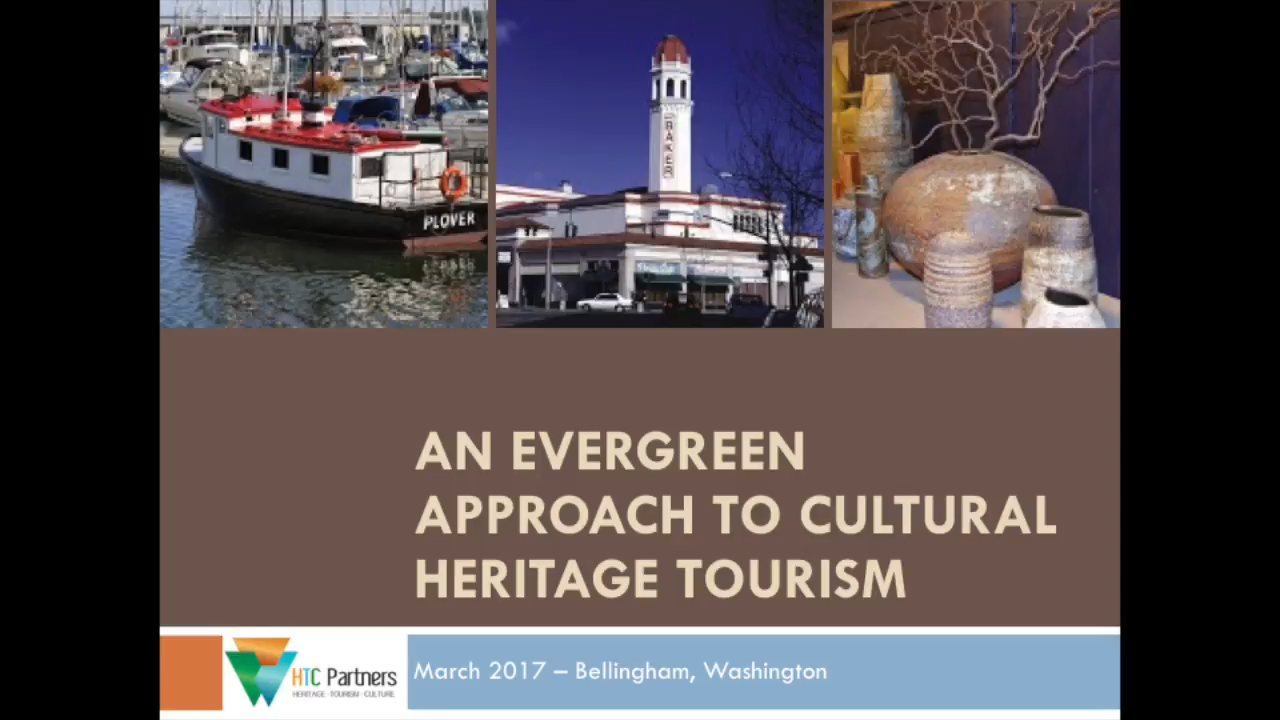 PLOVER
BAKER
AN EVERGREEN
APPROACH TO CULTURAL
HERITAGE TOURISM
HTC Partners
HERITAGE · TOURISM · CULTURE
March 2017 – Bellingham, Washington